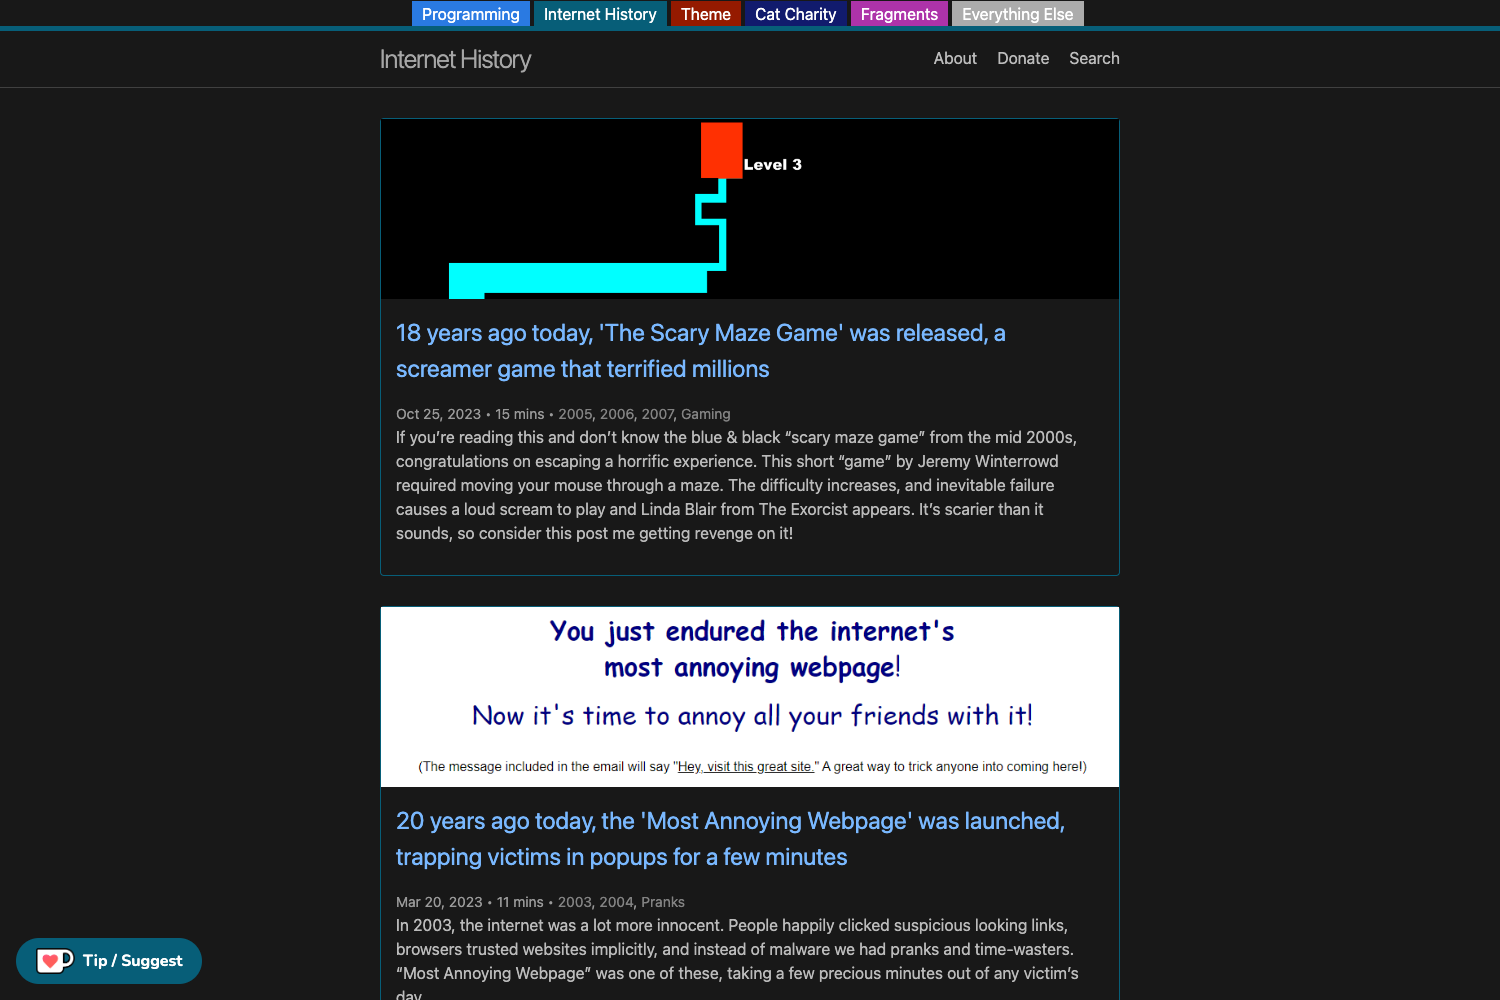 Programming Internet History Theme Cat Charity Fragments Everything Else
Internet History
About Donate Search
Level 3
18 years ago today, 'The Scary Maze Game' was released, a
screamer game that terrified millions
Oct 25, 2023 • 15 mins • 2005, 2006, 2007, Gaming
If you’re reading this and don’t know the blue & black “scary maze game” from the mid 2000s,
congratulations on escaping a horrific experience. This short “game” by Jeremy Winterrowd
required moving your mouse through a maze. The difficulty increases, and inevitable failure
causes a loud scream to play and Linda Blair from The Exorcist appears. It’s scarier than it
sounds, so consider this post me getting revenge on it!
You just endured the internet's
most annoying webpage!
Now it's time to annoy all your friends with it!
(The message included in the email will say "Hey, visit this great site." A great way to trick anyone into coming here!)
20 years ago today, the 'Most Annoying Webpage' was launched,
trapping victims in popups for a few minutes
Mar 20, 2023 • 11 mins • 2003, 2004, Pranks
In 2003, the internet was a lot more innocent. People happily clicked suspicious looking links,
browsers trusted websites implicitly, and instead of malware we had pranks and time-wasters.
“Most Annoying Webpage” was one of these, taking a few precious minutes out of any victim’s
day.
Tip / Suggest